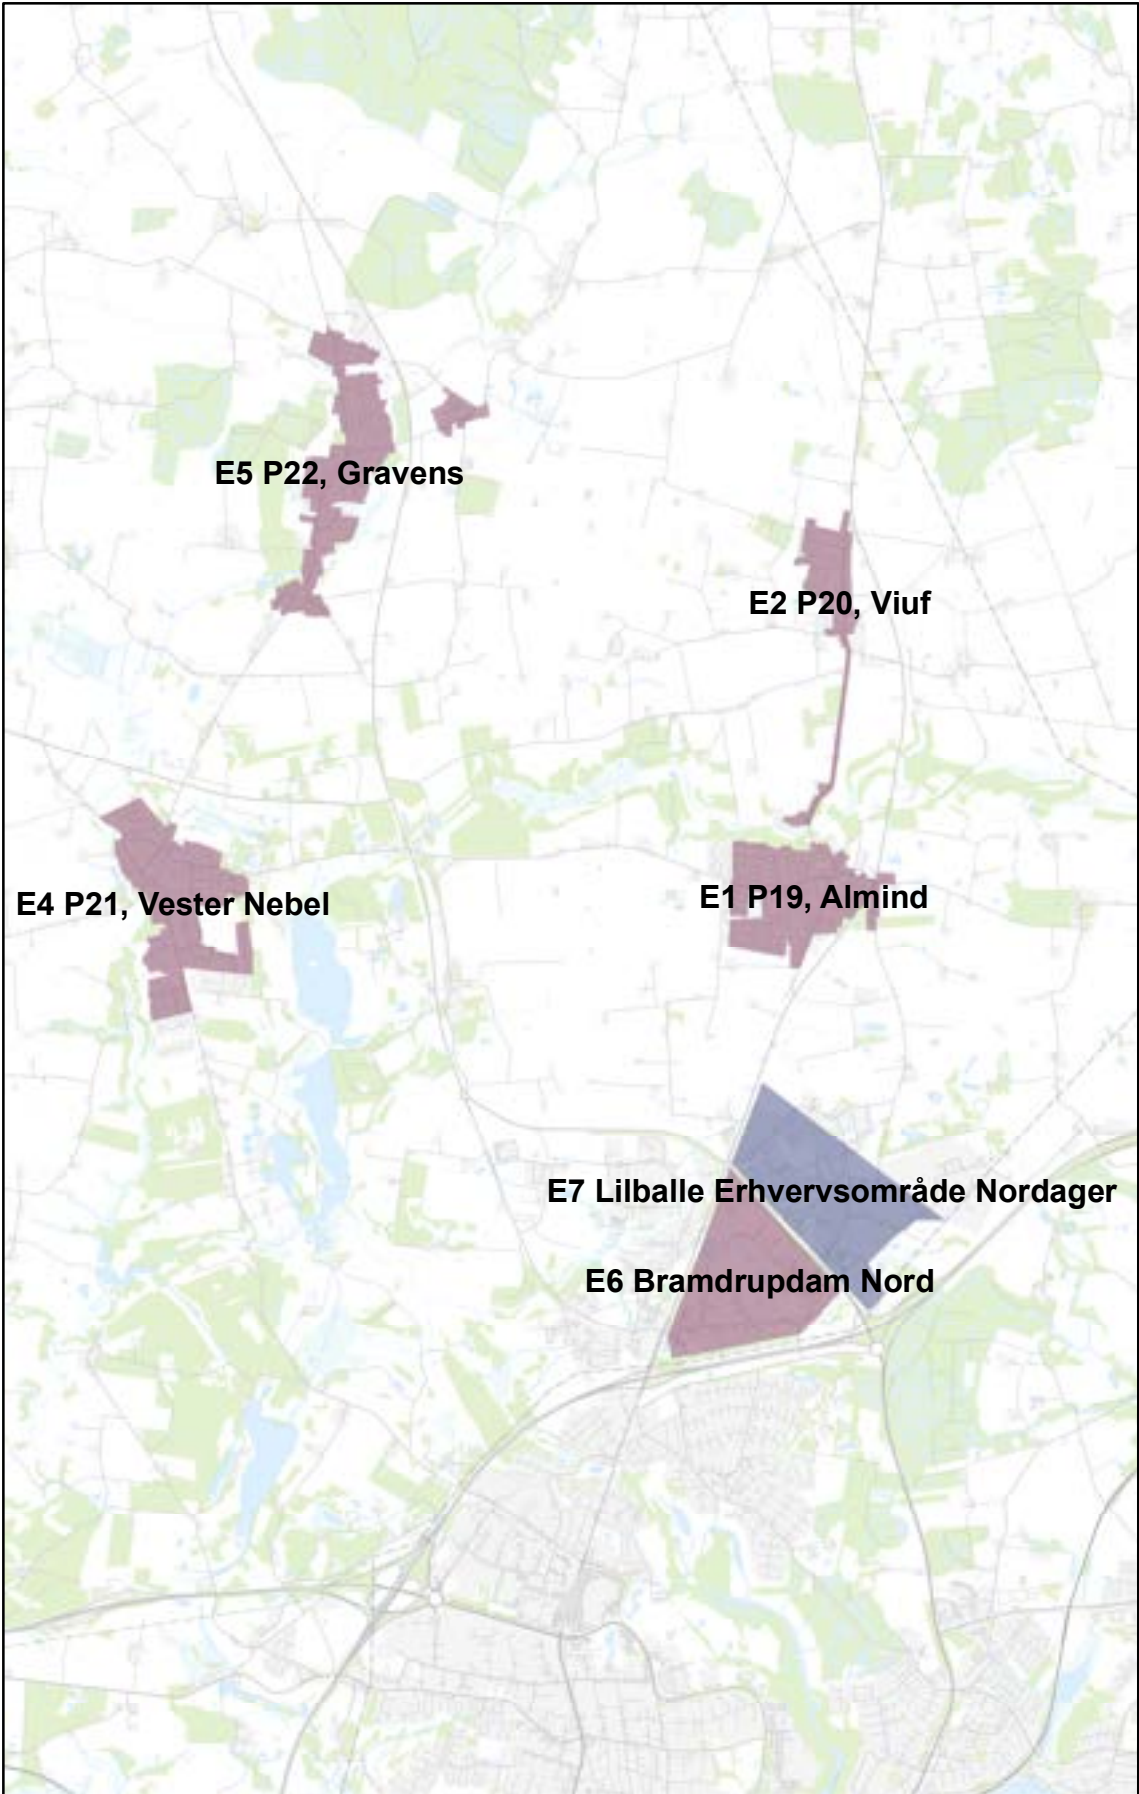 E5 P22, Gravens
E2 P20, Viuf
E4 P21, Vester Nebel
E1 P19, Almind
E7 Lilballe Erhvervsområde Nordager
E6 Bramdrupdam Nord